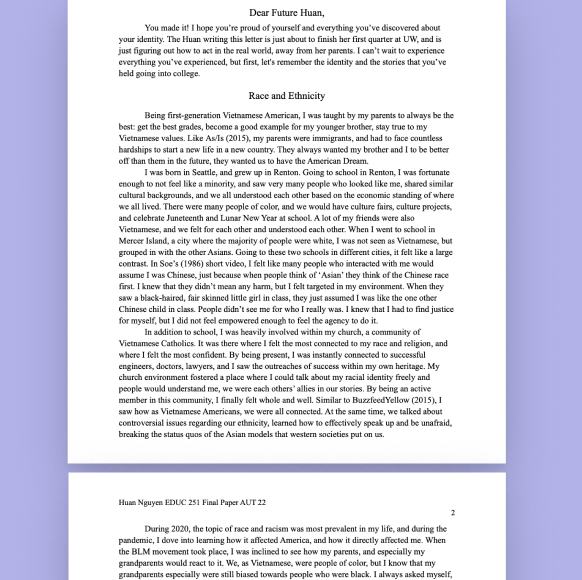 Dear Future Huan,
You made it! I hope you're proud of yourself and everything you've discovered about
your identity. The Huan writing this letter is just about to finish her first quarter at UW, and is
just figuring out how to act in the real world, away from her parents. I can't wait to experience
everything you've experienced, but first, let's remember the identity and the stories that you've
held going into college.
Race and Ethnicity
Being first-generation Vietnamese American, I was taught by my parents to always be the
best: get the best grades, become a good example for my younger brother, stay true to my
Vietnamese values. Like As/Is (2015), my parents were immigrants, and had to face countless
hardships to start a new life in a new country. They always wanted my brother and I to be better
off than them in the future, they wanted us to have the American Dream.
I was born in Seattle, and grew up in Renton. Going to school in Renton, I was fortunate
enough to not feel like a minority, and saw very many people who looked like me, shared similar
cultural backgrounds, and we all understood each other based on the economic standing of where
we all lived. There were many people of color, and we would have culture fairs, culture projects,
and celebrate Juneteenth and Lunar New Year at school. A lot of my friends were also
Vietnamese, and we felt for each other and understood each other. When I went to school in
Mercer Island, a city where the majority of people were white, I was not seen as Vietnamese, but
grouped in with the other Asians. Going to these two schools in different cities, it felt like a large
contrast. In Soe's (1986) short video, I felt like many people who interacted with me would
assume I was Chinese, just because when people think of 'Asian' they think of the Chinese race
first. I knew that they didn't mean any harm, but I felt targeted in my environment. When they
saw a black-haired, fair skinned little girl in class, they just assumed I was like the one other
Chinese child in class. People didn't see me for who I really was. I knew that I had to find justice
for myself, but I did not feel empowered enough to feel the agency to do it.
In addition to school, I was heavily involved within my church, a community of
Vietnamese Catholics. It was there where I felt the most connected to my race and religion, and
where I felt the most confident. By being present, I was instantly connected to successful
engineers, doctors, lawyers, and I saw the outreaches of success within my own heritage. My
church environment fostered a place where I could talk about my racial identity freely and
people would understand me, we were each others' allies in our stories. By being an active
member in this community, I finally felt whole and well. Similar to BuzzfeedYellow (2015), I
saw how as Vietnamese Americans, we were all connected. At the same time, we talked about
controversial issues regarding our ethnicity, learned how to effectively speak up and be unafraid,
breaking the status quos of the Asian models that western societies put on us.
Huan Nguyen EDUC 251 Final Paper AUT 22
2
During 2020, the topic of race and racism was most prevalent in my life, and during the
pandemic, I dove into learning how it affected America, and how it directly affected me. When
the BLM movement took place, I was inclined to see how my parents, and especially my
grandparents would react to it. We, as Vietnamese, were people of color, but I know that my
grandparents especially were still biased towards people who were black. I always asked myself,